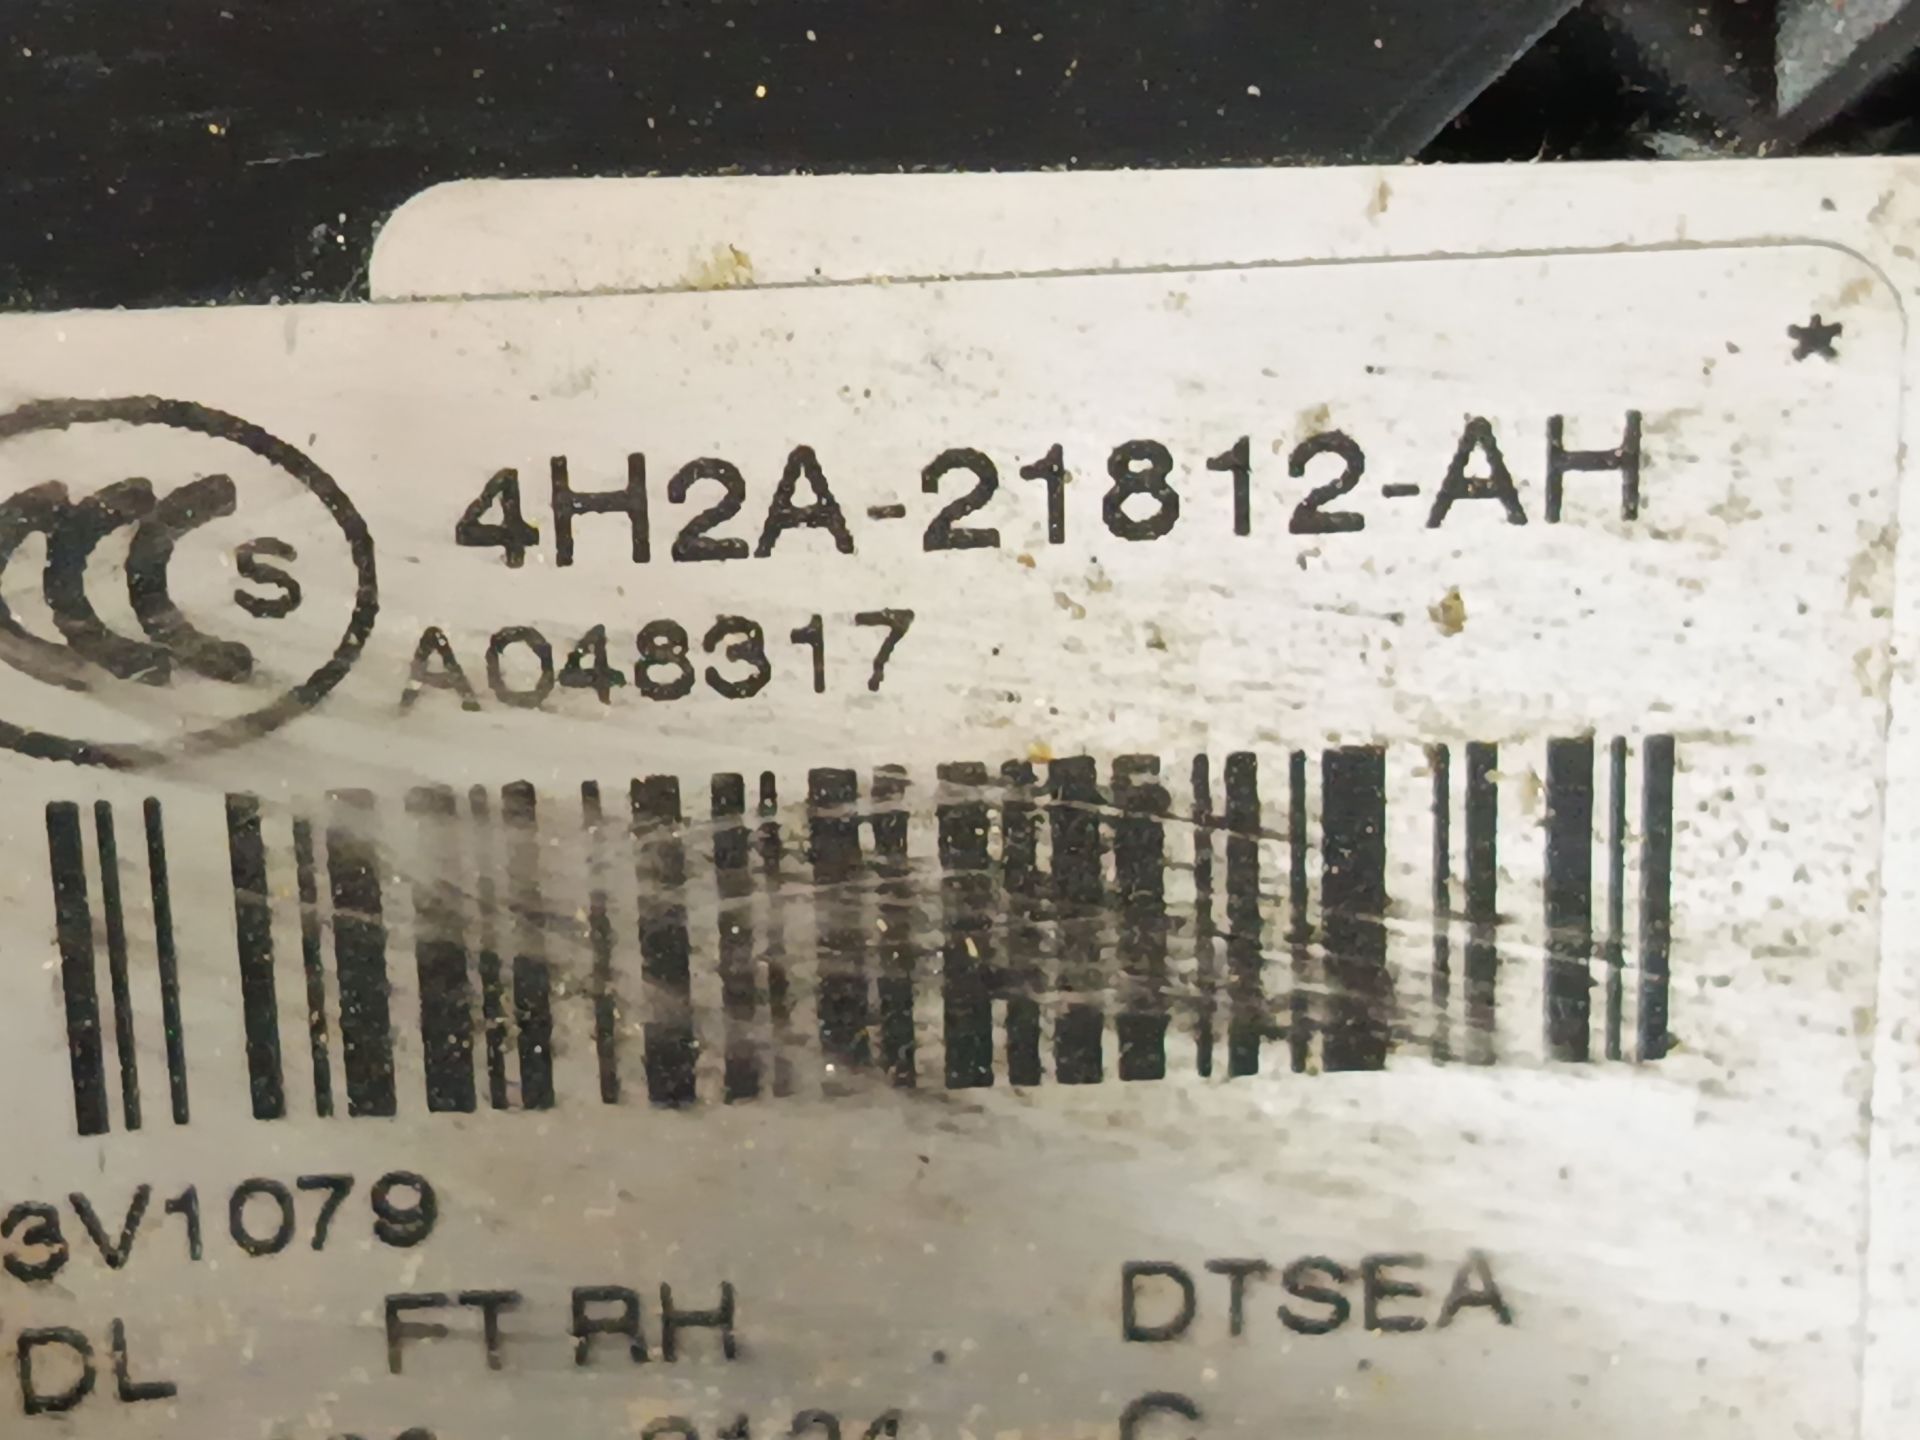 *
4H2A-21812-AH
S
A048317
3V1079
DL FT RH DTSEA